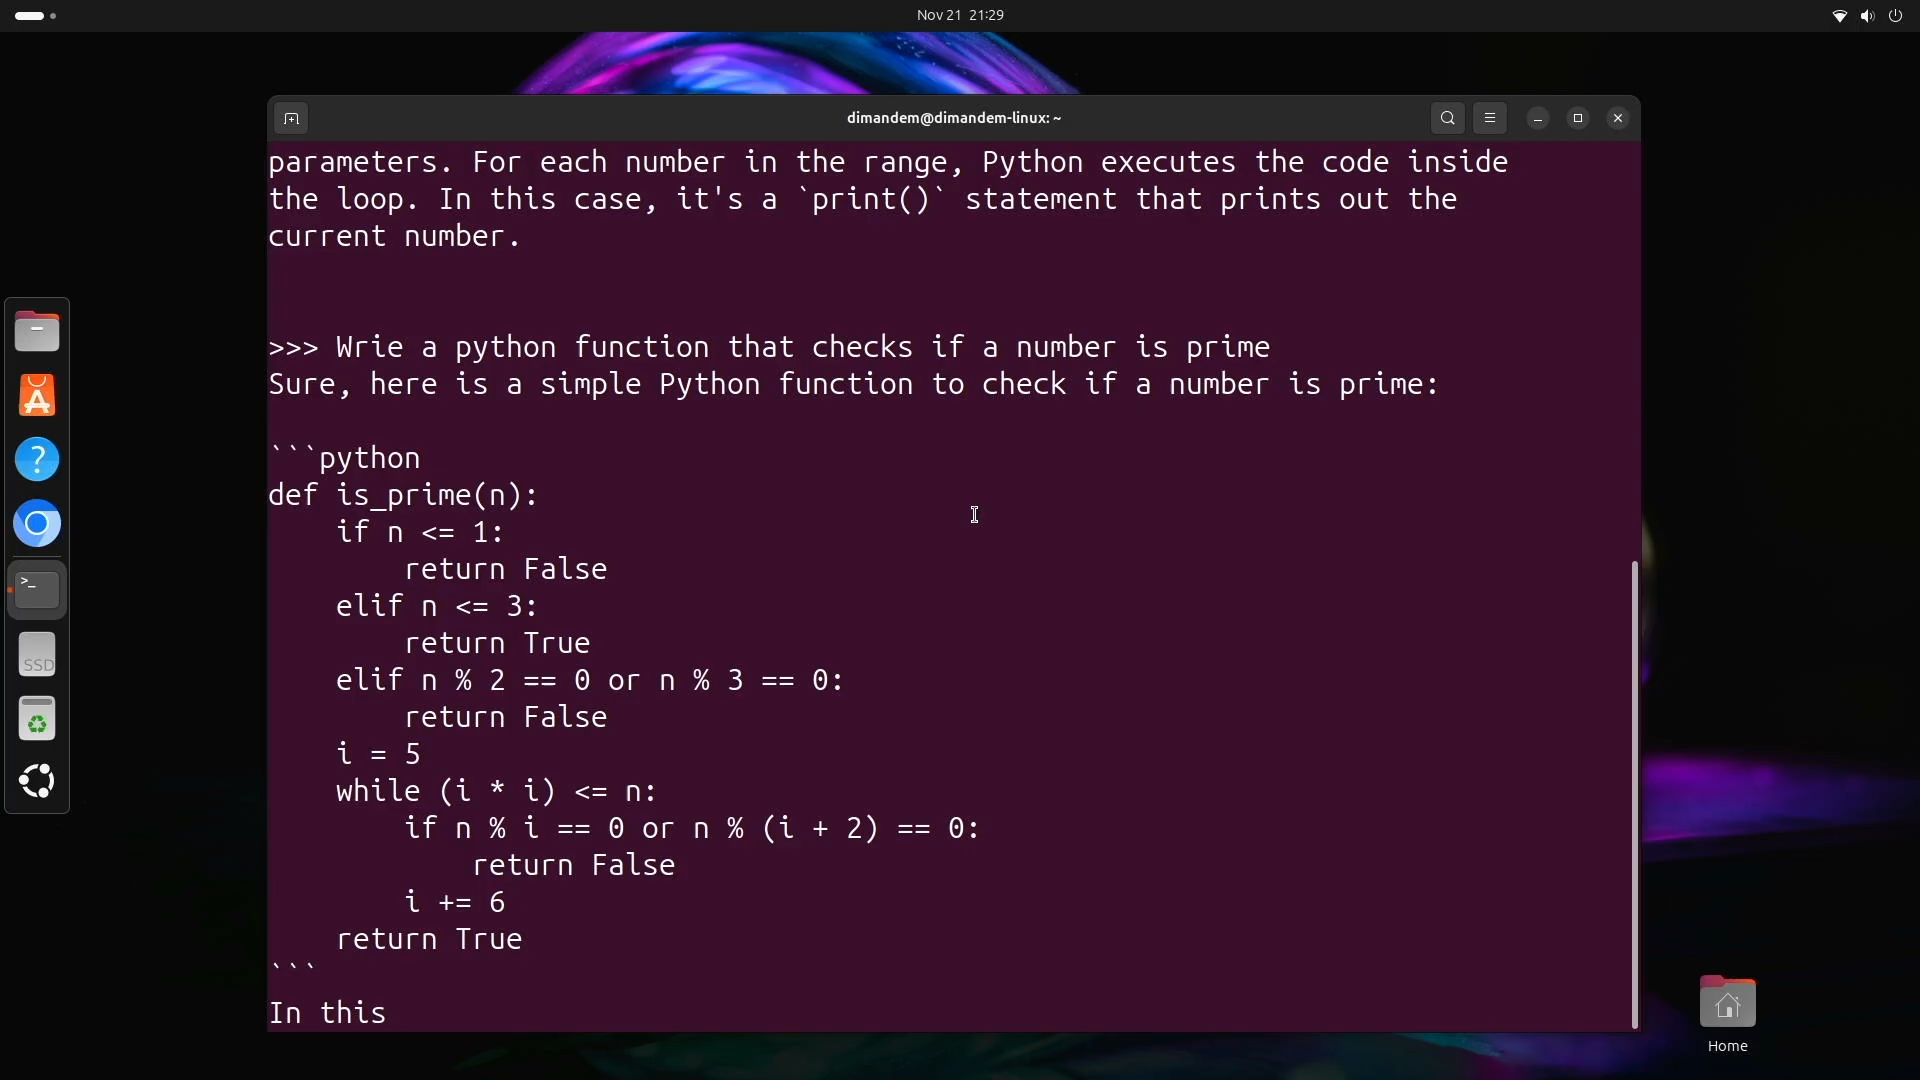 Nov 21 21:29
dimandem@dimandem-linux: ~
parameters. For each number in the range, Python executes the code inside
the loop. In this case, it's a `print()` statement that prints out the
current number.
>>> Wrie a python function that checks if a number is prime
Sure, here is a simple Python function to check if a number is prime:
```python
def is_prime(n):
    if n <= 1:
        return False
    elif n <= 3:
        return True
    elif n % 2 == 0 or n % 3 == 0:
        return False
    i = 5
    while (i * i) <= n:
        if n % i == 0 or n % (i + 2) == 0:
            return False
        i += 6
    return True
```
In this
>_
SSD
Home